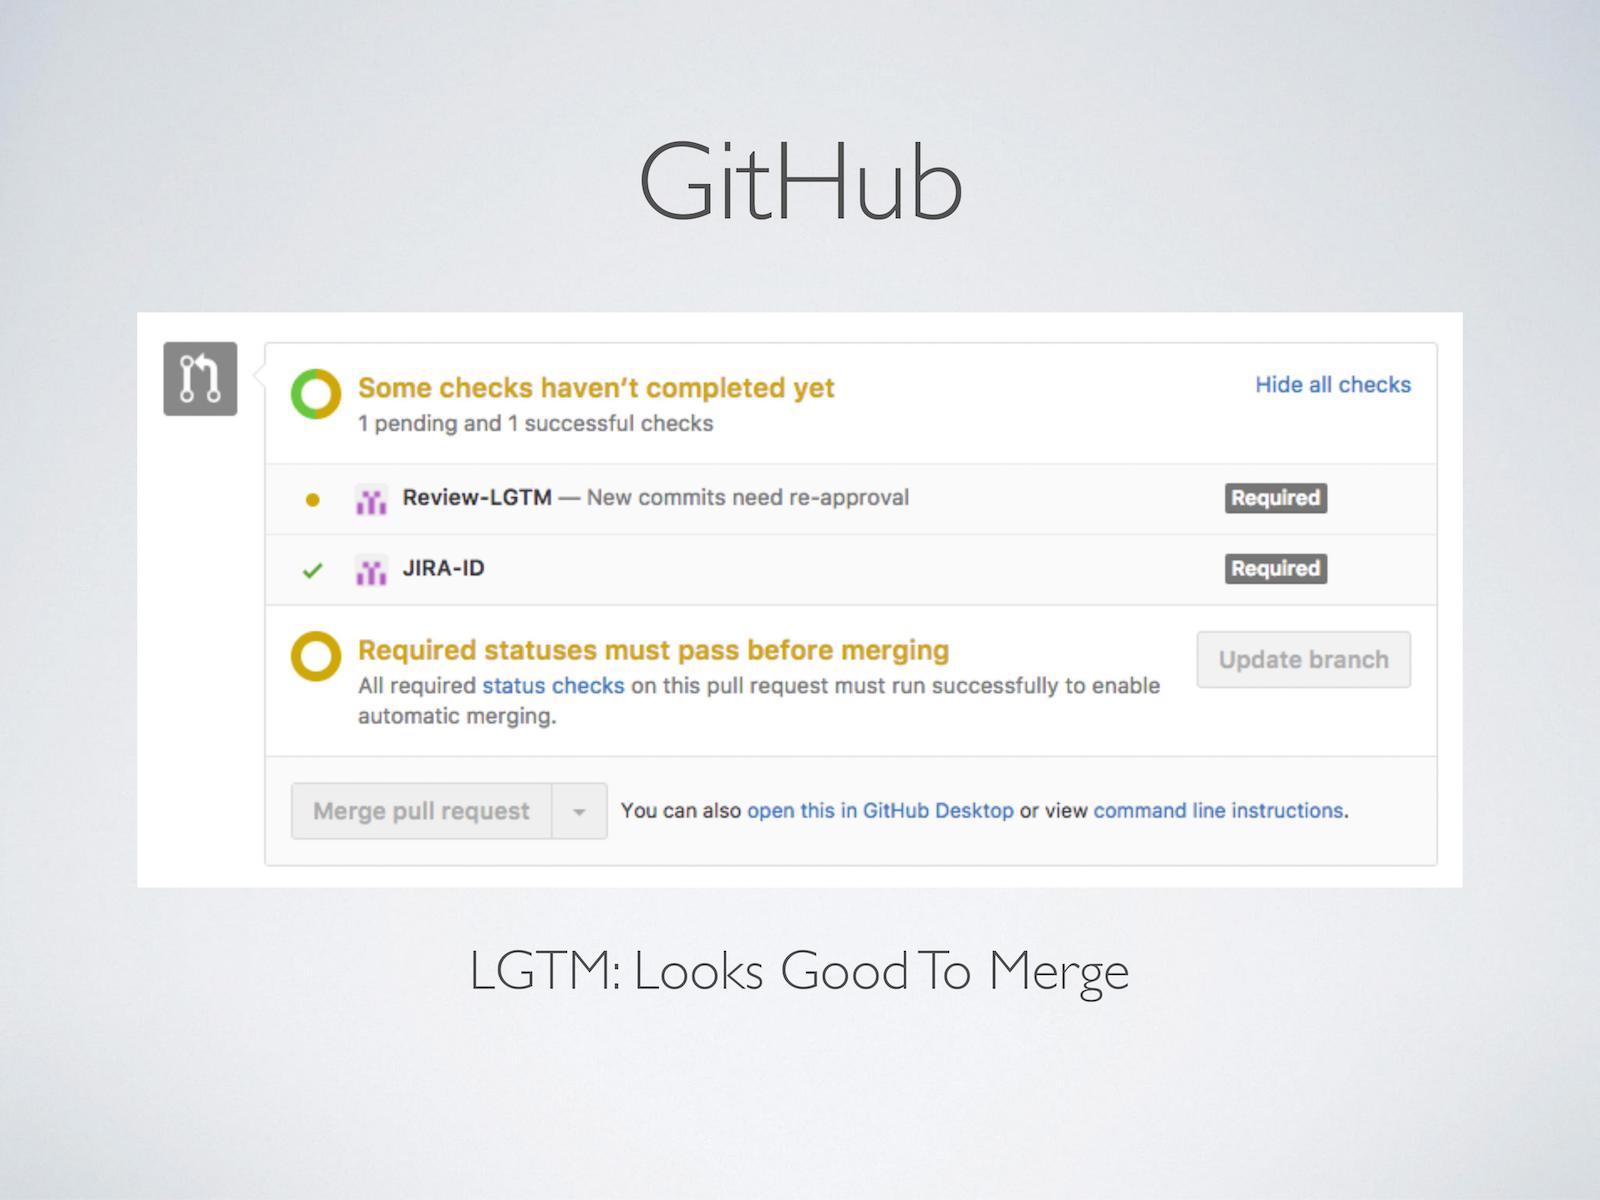 GitHub
Some checks haven't completed yet
Hide all checks
1 pending and 1 successful checks
Review-LGTM — New commits need re-approval
Required
JIRA-ID
Required
Required statuses must pass before merging
Update branch
All required status checks on this pull request must run successfully to enable
automatic merging.
Merge pull request
You can also open this in GitHub Desktop or view command line instructions.
LGTM: Looks Good To Merge